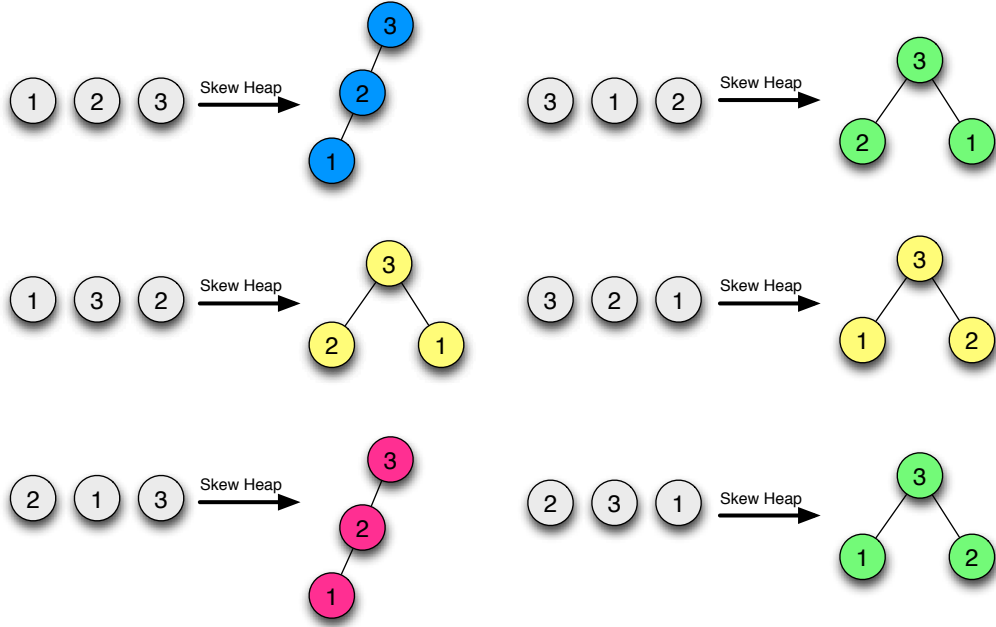 1 2 3 Skew Heap 3 2 1
3 1 2 Skew Heap 3 2 1
1 3 2 Skew Heap 3 2 1
3 2 1 Skew Heap 3 1 2
2 1 3 Skew Heap 3 2 1
2 3 1 Skew Heap 3 1 2